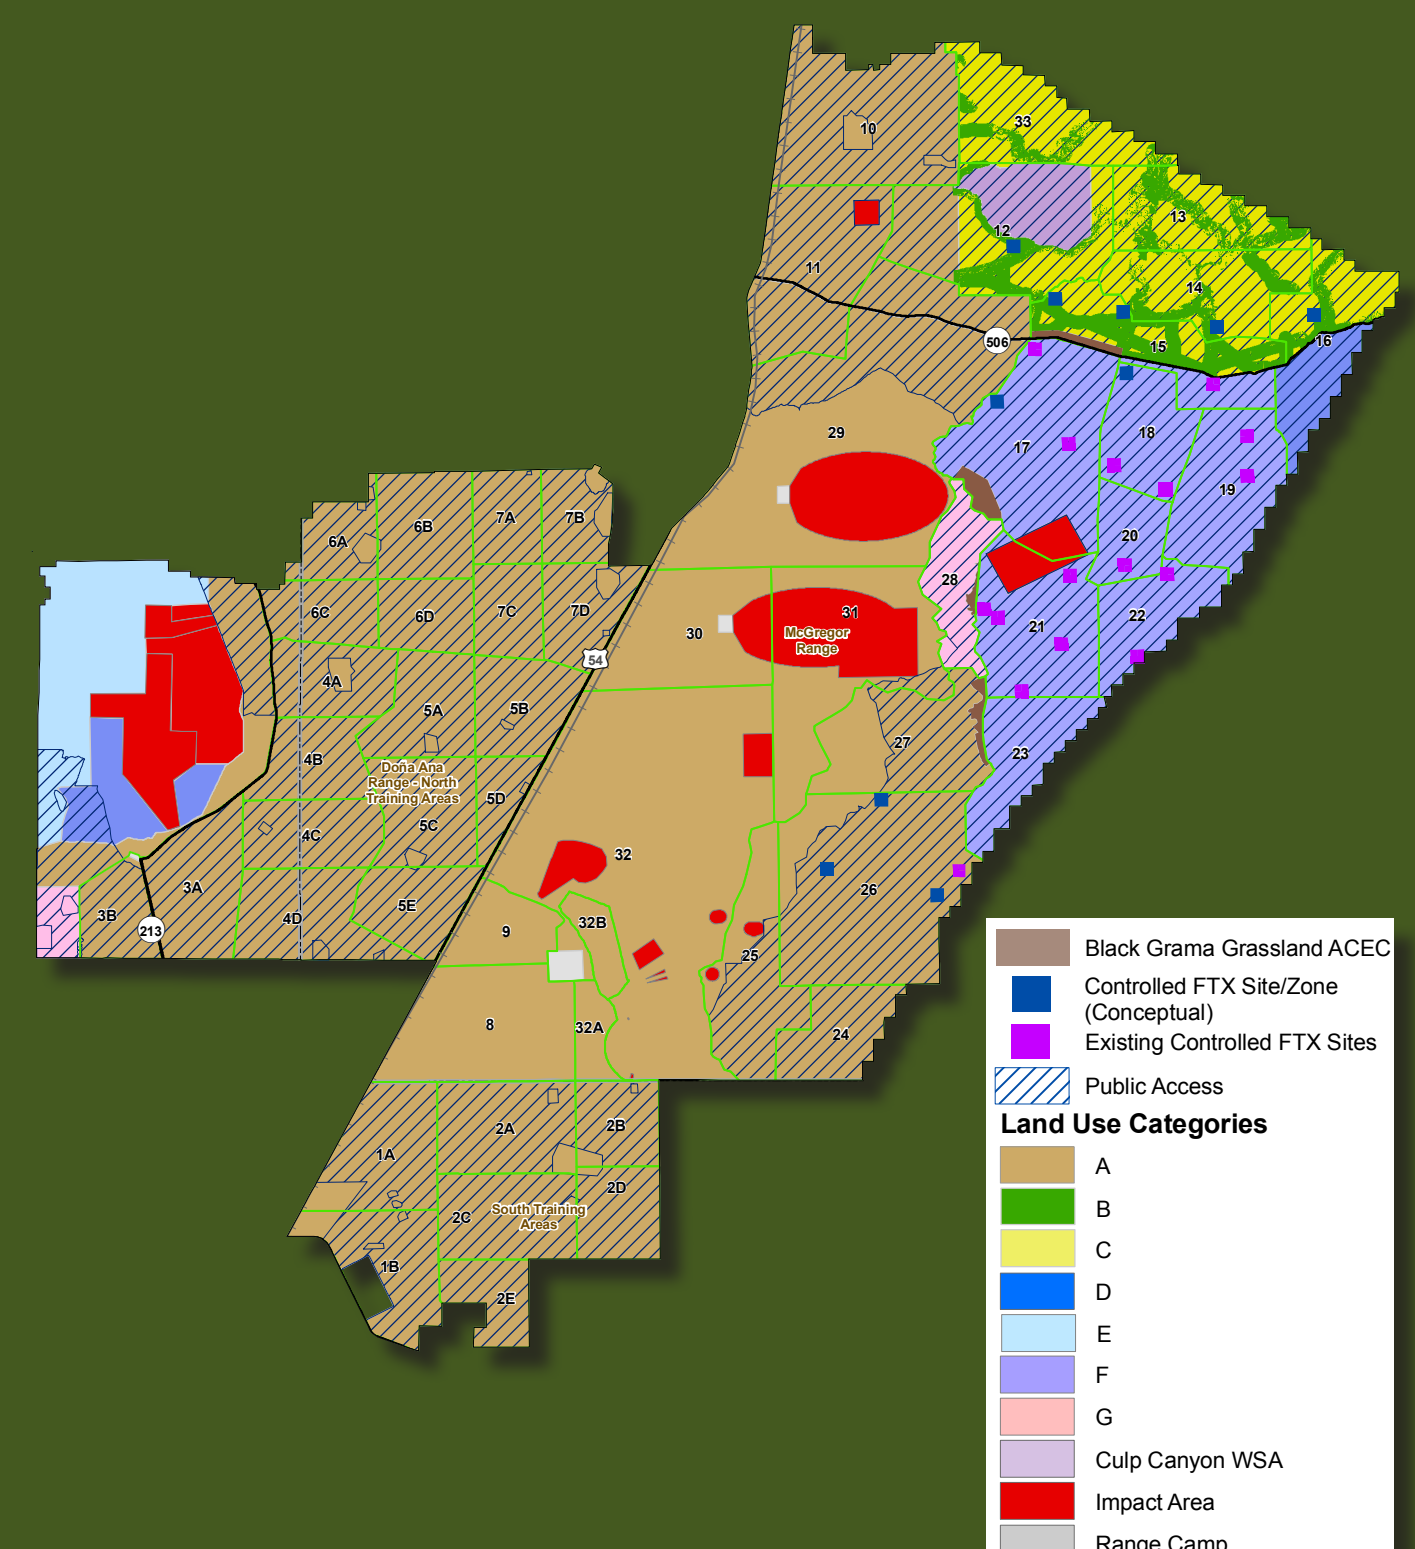 10
33
13
12
11
14
506
15
16
29
17
18
19
6B
7A
7B
6A
20
28
6C
6D
7C
7D
30
31
McGregor
Range
21
22
54
4A
5A
5B
27
23
4B
Doña Ana
Range - North
Training Areas
5D
4C
5C
32
26
3A
3B
4D
5E
213
9
32B
25
8
32A
24
2A
2B
1A
2D
2C
South Training
Areas
1B
2E
Black Grama Grassland ACEC
Controlled FTX Site/Zone
(Conceptual)
Existing Controlled FTX Sites
Public Access
Land Use Categories
A
B
C
D
E
F
G
Culp Canyon WSA
Impact Area
Range Camp